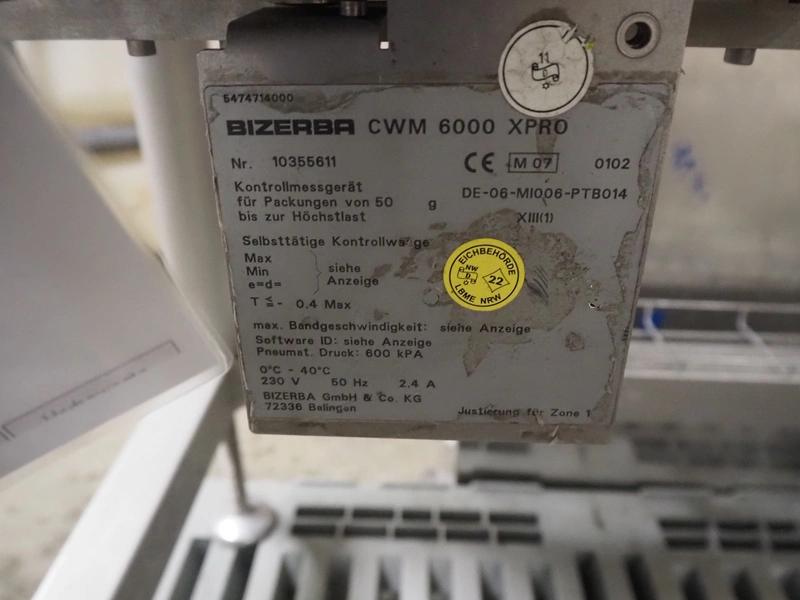 11
e D e
5474714000
BIZERBA CWM 6000 XPRO
Nr. 10355611
CE M 07 0102
Kontrollmessgerät
für Packungen von 50 g
bis zur Höchstlast
DE-06-MI006-PTB014
XIII(1)
Selbsttätige Kontrollwaage
Max
Min
e=d=
siehe
Anzeige
T ≤ - 0.4 Max
EICHBEHÖRDE
NW
D
22
LBME NRW
max. Bandgeschwindigkeit: siehe Anzeige
Software ID: siehe Anzeige
Pneumat. Druck: 600 kPA
0°C - 40°C
230 V 50 Hz 2.4 A
BIZERBA GmbH & Co. KG
72336 Balingen
Justierung für Zone 1